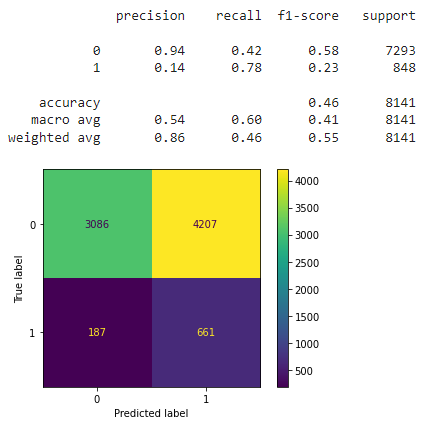 precision recall f1-score support
0 0.94 0.42 0.58 7293
1 0.14 0.78 0.23 848
accuracy 0.46 8141
macro avg 0.54 0.60 0.41 8141
weighted avg 0.86 0.46 0.55 8141
True label
0
1
3086 4207
187 661
0 1
Predicted label
4000
3500
3000
2500
2000
1500
1000
500